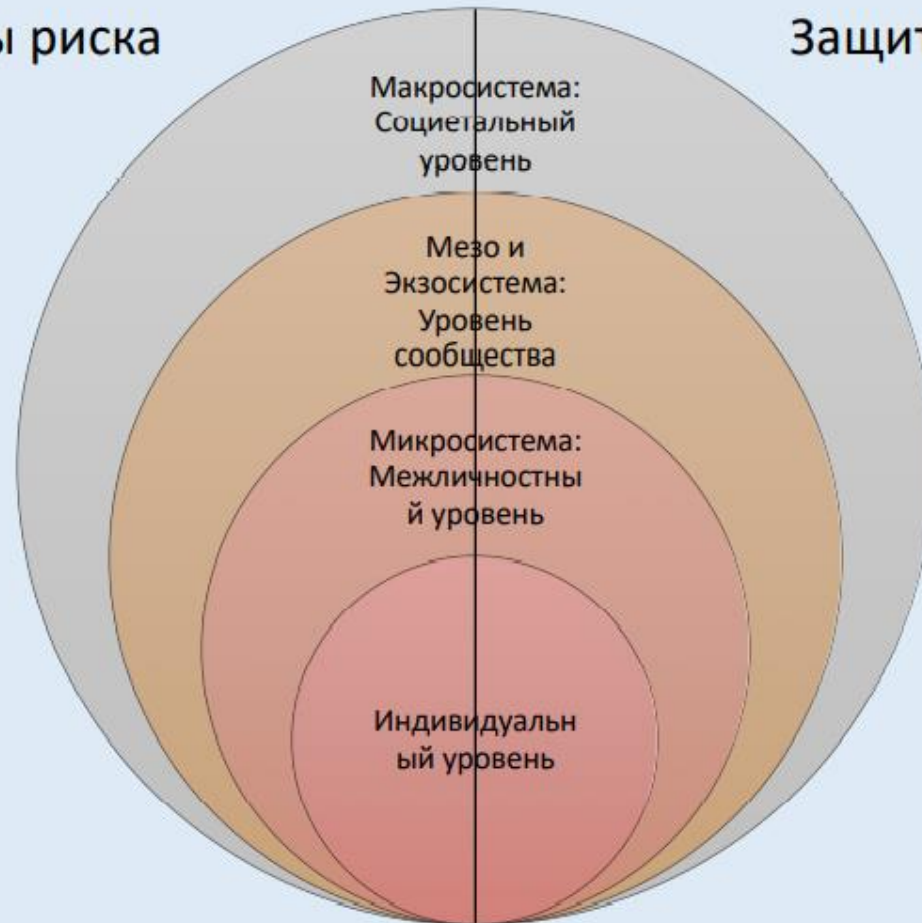 ы риска
Защит
Макросистема:
Социетальный
уровень
Мезо и
Экзосистема:
Уровень
сообщества
Микросистема:
Межличностны
й уровень
Индивидуальн
ый уровень